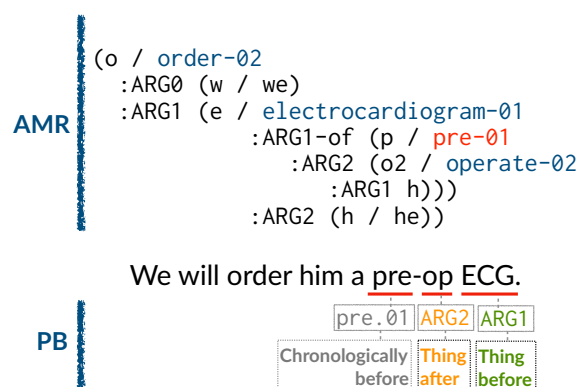 (o / order-02
:ARG0 (w / we)
:ARG1 (e / electrocardiogram-01
:ARG1-of (p / pre-01
:ARG2 (o2 / operate-02
:ARG1 h)))
:ARG2 (h / he))
AMR
We will order him a pre-op ECG.
pre.01 ARG2 ARG1
PB
Chronologically before
Thing after
Thing before